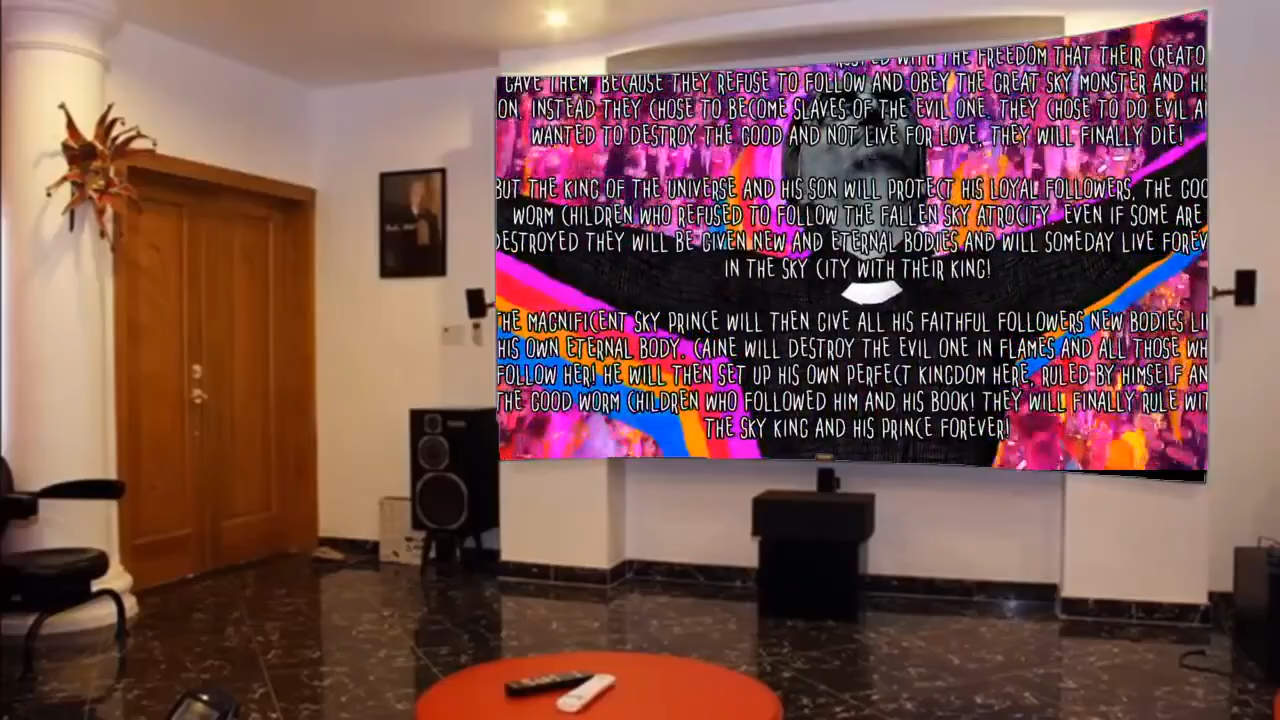 WITH THE FREEDOM THAT THEIR CREATO
GAVE THEM, BECAUSE THEY REFUSE TO FOLLOW AND OBEY THE GREAT SKY MONSTER AND HI
ON. INSTEAD THEY CHOSE TO BECOME SLAVES OF THE EVIL ONE. THEY CHOSE TO DO EVIL A
WANTED TO DESTROY THE GOOD AND NOT LIVE FOR LOVE, THEY WILL FINALLY DIE!
BUT THE KING OF THE UNIVERSE AND HIS SON WILL PROTECT HIS LOYAL FOLLOWERS, THE GOO
WORM CHILDREN WHO REFUSED TO FOLLOW THE FALLEN SKY ATROCITY. EVEN IF SOME ARE
DESTROYED THEY WILL BE GIVEN NEW AND ETERNAL BODIES AND WILL SOMEDAY LIVE FOREV
IN THE SKY CITY WITH THEIR KING!
THE MAGNIFICENT SKY PRINCE WILL THEN GIVE ALL HIS FAITHFUL FOLLOWERS NEW BODIES LI
HIS OWN ETERNAL BODY. CAINE WILL DESTROY THE EVIL ONE IN FLAMES AND ALL THOSE WH
FOLLOW HER! HE WILL THEN SET UP HIS OWN PERFECT KINGDOM HERE, RULED BY HIMSELF AN
THE GOOD WORM CHILDREN WHO FOLLOWED HIM AND HIS BOOK! THEY WILL FINALLY RULE WIT
THE SKY KING AND HIS PRINCE FOREVER!